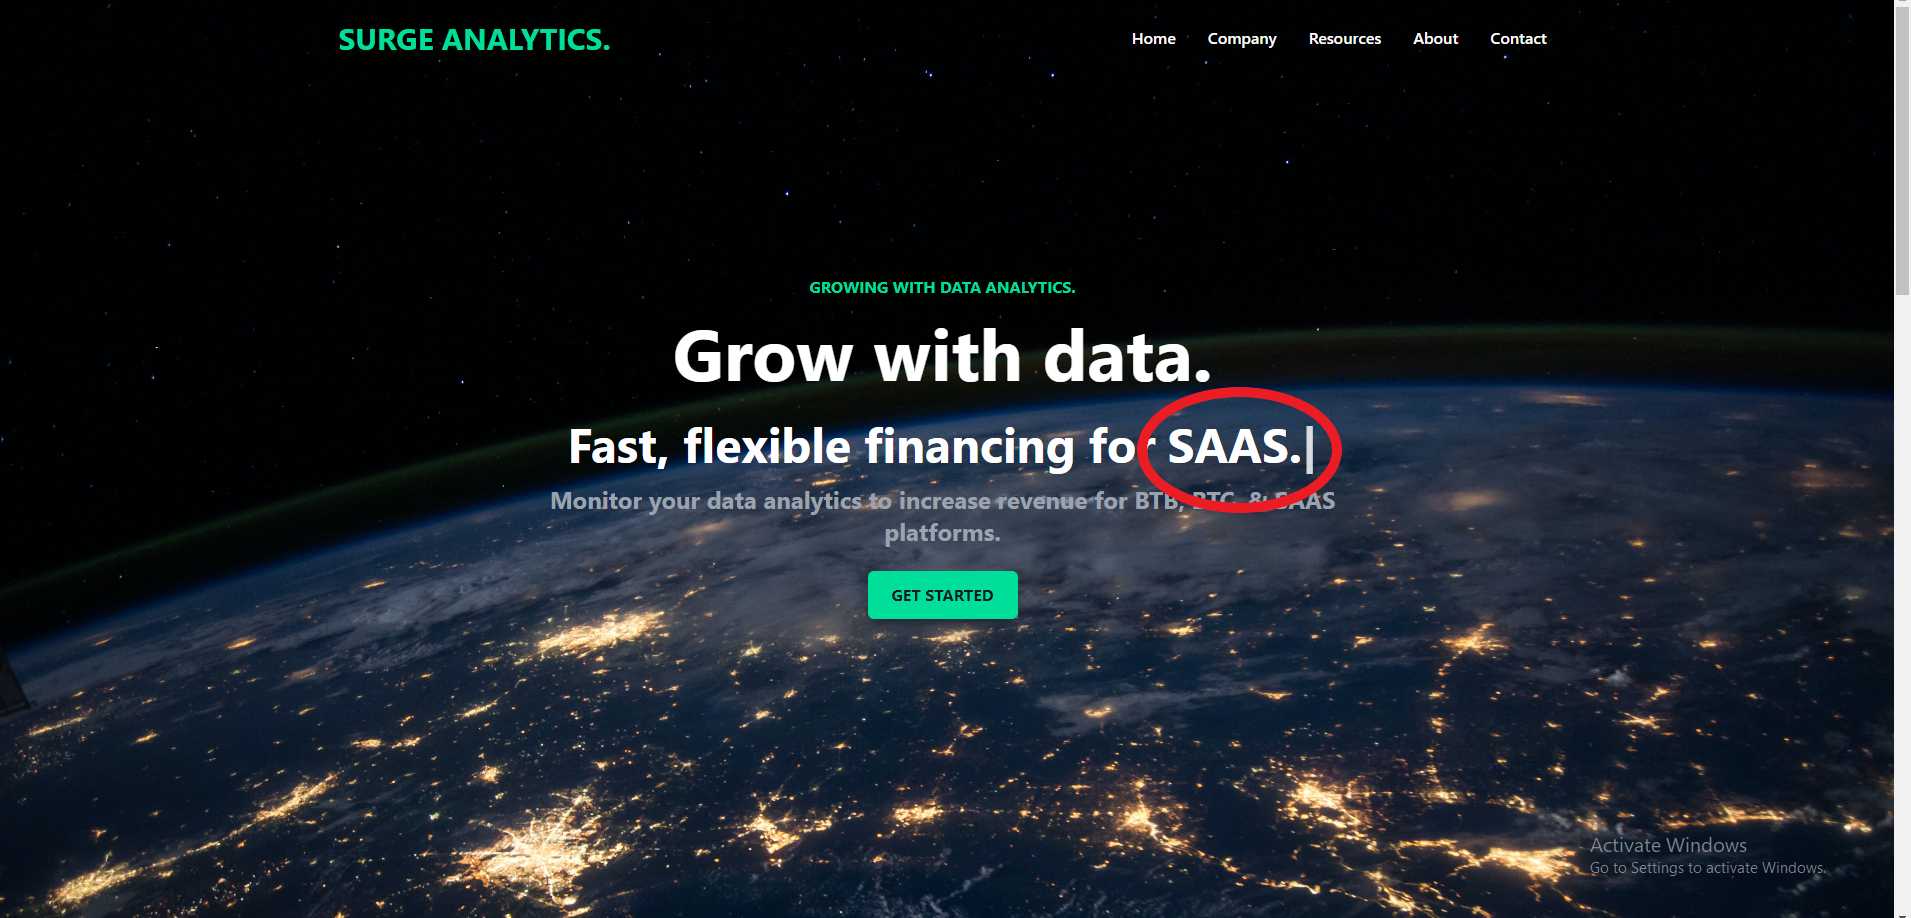 SURGE ANALYTICS.
Home Company Resources About Contact
GROWING WITH DATA ANALYTICS.
Grow with data.
Fast, flexible financing for SAAS.|
Monitor your data analytics to increase revenue for BTB, BTC, & SAAS
platforms.
GET STARTED
Activate Windows
Go to Settings to activate Windows.